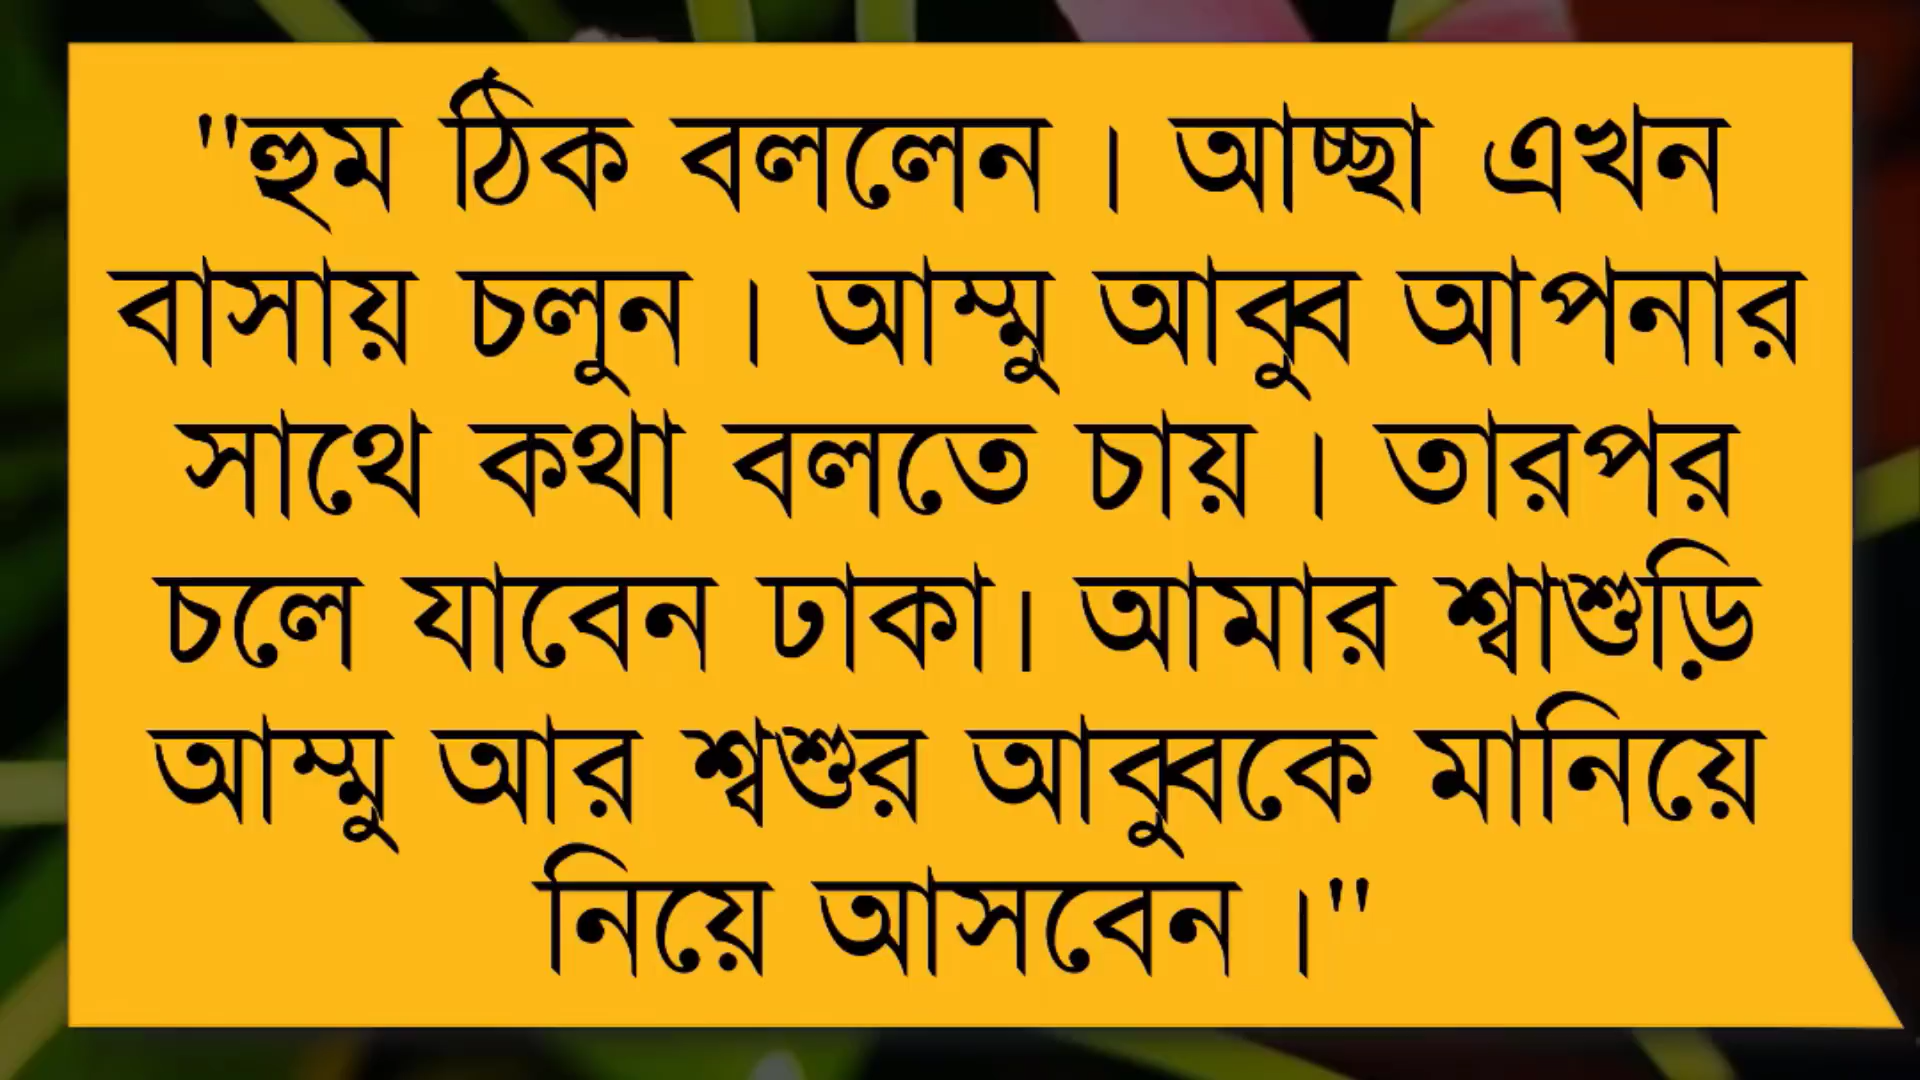 "হুম ঠিক বললেন । আচ্ছা এখন
বাসায় চলুন । আম্মু আব্বু আপনার
সাথে কথা বলতে চায় । তারপর
চলে যাবেন ঢাকা। আমার শ্বাশুড়ি
আম্মু আর শ্বশুর আব্বুকে মানিয়ে
নিয়ে আসবেন ।"